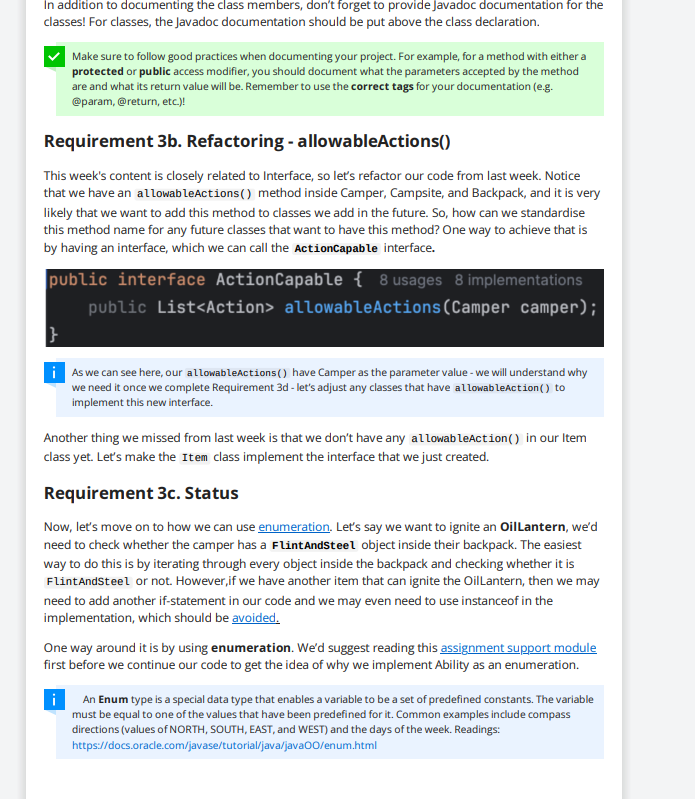 In addition to documenting the class members, don't forget to provide Javadoc documentation for the
classes! For classes, the Javadoc documentation should be put above the class declaration.
Make sure to follow good practices when documenting your project. For example, for a method with either a
protected or public access modifier, you should document what the parameters accepted by the method
are and what its return value will be. Remember to use the correct tags for your documentation (e.g.
@param, @return, etc.)!
Requirement 3b. Refactoring - allowableActions()
This week's content is closely related to Interface, so let's refactor our code from last week. Notice
that we have an allowableActions() method inside Camper, Campsite, and Backpack, and it is very
likely that we want to add this method to classes we add in the future. So, how can we standardise
this method name for any future classes that want to have this method? One way to achieve that is
by having an interface, which we can call the ActionCapable interface.
public interface ActionCapable { 8 usages 8 implementations
public List<Action> allowableActions(Camper camper);
}
As we can see here, our allowableActions() have Camper as the parameter value - we will understand why
we need it once we complete Requirement 3d - let's adjust any classes that have allowableAction() to
implement this new interface.
Another thing we missed from last week is that we don't have any allowableAction() in our Item
class yet. Let's make the Item class implement the interface that we just created.
Requirement 3c. Status
Now, let's move on to how we can use enumeration. Let's say we want to ignite an OilLantern, we'd
need to check whether the camper has a FlintAndSteel object inside their backpack. The easiest
way to do this is by iterating through every object inside the backpack and checking whether it is
FlintAndSteel or not. However,if we have another item that can ignite the OilLantern, then we may
need to add another if-statement in our code and we may even need to use instanceof in the
implementation, which should be avoided.
One way around it is by using enumeration. We'd suggest reading this assignment support module
first before we continue our code to get the idea of why we implement Ability as an enumeration.
An Enum type is a special data type that enables a variable to be a set of predefined constants. The variable
must be equal to one of the values that have been predefined for it. Common examples include compass
directions (values of NORTH, SOUTH, EAST, and WEST) and the days of the week. Readings:
https://docs.oracle.com/javase/tutorial/java/javaOO/enum.html